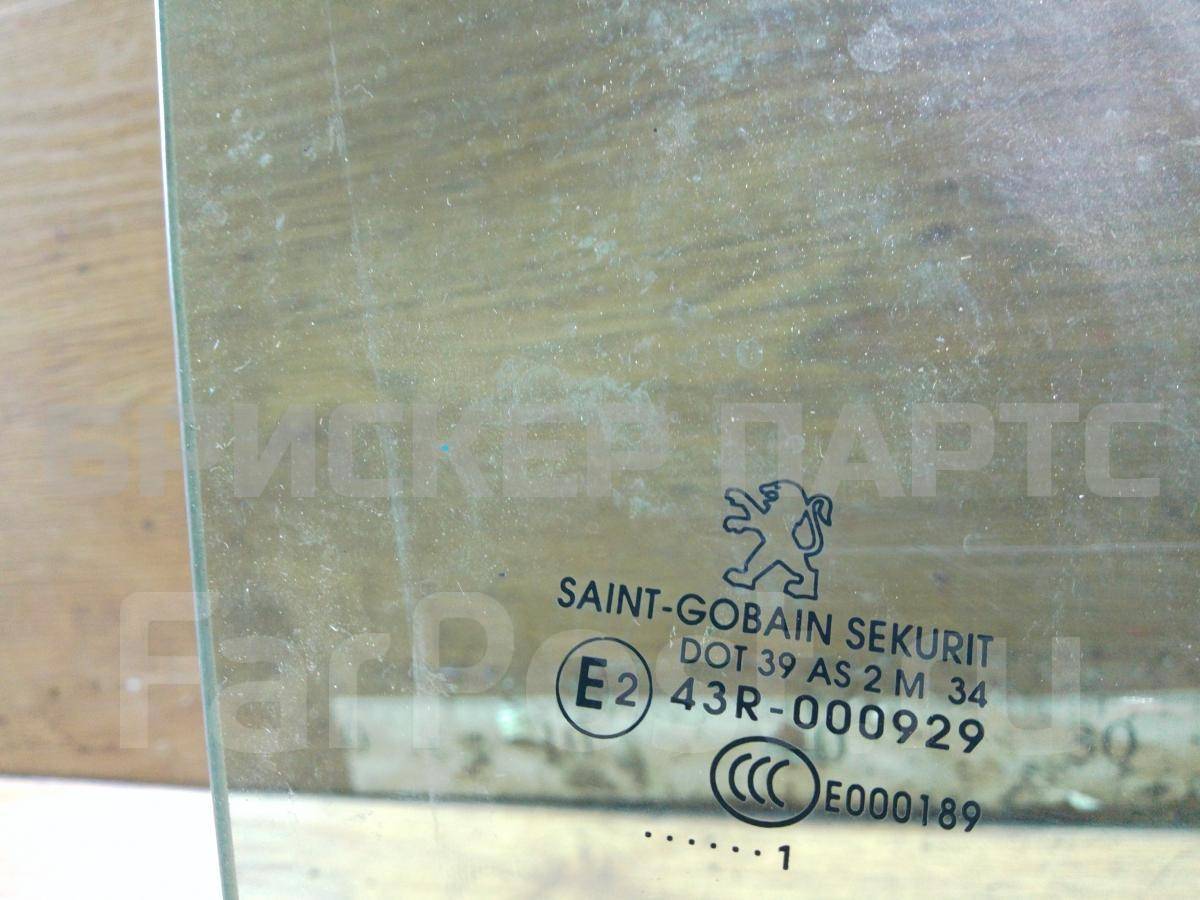 БРИСКЕР ПАРТС
SAINT-GOBAIN SEKURIT
DOT 39 AS 2 M 34
E2 43R-000929
CCC E000189
......1
FarPost.ru